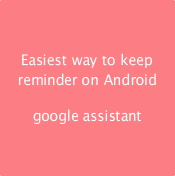 Easiest way to keep
reminder on Android
google assistant